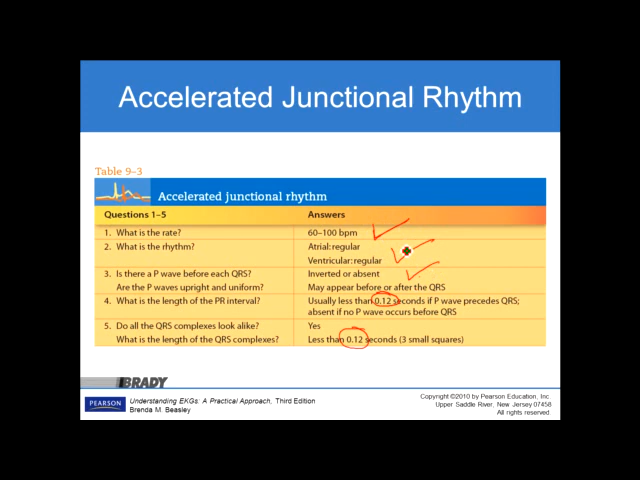 Accelerated Junctional Rhythm
Table 9–3
Accelerated junctional rhythm
Questions 1–5 Answers
1. What is the rate? 60–100 bpm
2. What is the rhythm? Atrial: regular
Ventricular: regular
3. Is there a P wave before each QRS? Inverted or absent
Are the P waves upright and uniform? May appear before or after the QRS
4. What is the length of the PR interval? Usually less than 0.12 seconds if P wave precedes QRS;
absent if no P wave occurs before QRS
5. Do all the QRS complexes look alike? Yes
What is the length of the QRS complexes? Less than 0.12 seconds (3 small squares)
BRADY
PEARSON
Understanding EKGs: A Practical Approach, Third Edition
Brenda M. Beasley
Copyright ©2010 by Pearson Education, Inc.
Upper Saddle River, New Jersey 07458
All rights reserved.